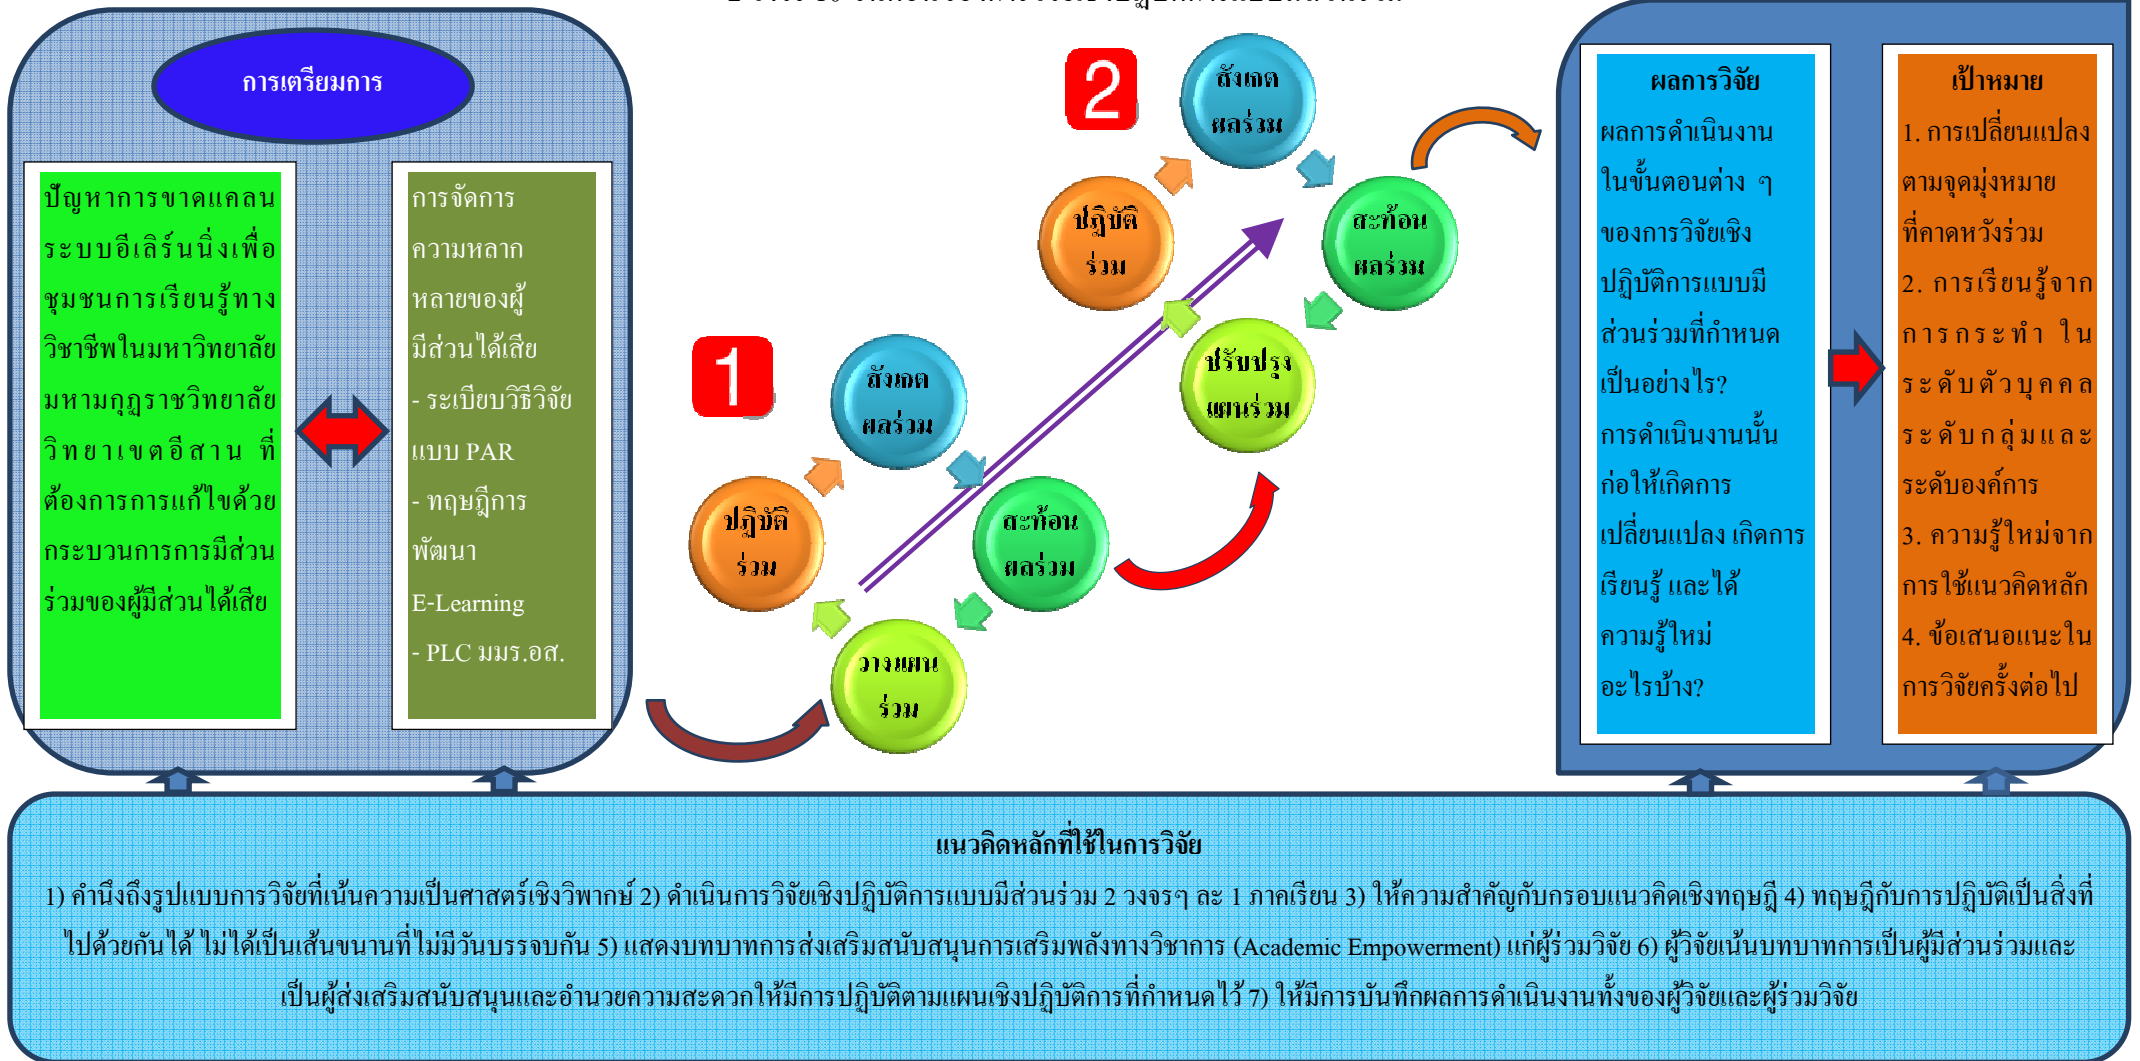 การเตรียมการ
ปัญหาการขาดแคลน
ระบบอีเลิร์นนิ่งเพื่อ
ชุมชนการเรียนรู้ทาง
วิชาชีพในมหาวิทยาลัย
มหามกุฏราชวิทยาลัย
วิทยาเขตอีสาน ที่
ต้องการการแก้ไขด้วย
กระบวนการการมีส่วน
ร่วมของผู้มีส่วนได้เสีย
การจัดการ
ความหลาก
หลายของผู้
มีส่วนได้เสีย
- ระเบียบวิธีวิจัย
แบบ PAR
- ทฤษฎีการ
พัฒนา
E-Learning
- PLC มมร.อส.
1
สังเกต
ผลร่วม
ปฏิบัติ
ร่วม
สะท้อน
ผลร่วม
วางแผน
ร่วม
2
สังเกต
ผลร่วม
ปฏิบัติ
ร่วม
สะท้อน
ผลร่วม
ปรับปรุง
แผนร่วม
ผลการวิจัย
ผลการดำเนินงาน
ในขั้นตอนต่าง ๆ
ของการวิจัยเชิง
ปฏิบัติการแบบมี
ส่วนร่วมที่กำหนด
เป็นอย่างไร?
การดำเนินงานนั้น
ก่อให้เกิดการ
เปลี่ยนแปลง เกิดการ
เรียนรู้ และได้
ความรู้ใหม่
อะไรบ้าง?
เป้าหมาย
1. การเปลี่ยนแปลง
ตามจุดมุ่งหมาย
ที่คาดหวังร่วม
2. การเรียนรู้จาก
การกระทำ ใน
ระดับตัวบุคคล
ระดับกลุ่มและ
ระดับองค์การ
3. ความรู้ใหม่จาก
การใช้แนวคิดหลัก
4. ข้อเสนอแนะใน
การวิจัยครั้งต่อไป
แนวคิดหลักที่ใช้ในการวิจัย
1) คำนึงถึงรูปแบบการวิจัยที่เน้นความเป็นศาสตร์เชิงวิพากษ์ 2) ดำเนินการวิจัยเชิงปฏิบัติการแบบมีส่วนร่วม 2 วงจรๆ ละ 1 ภาคเรียน 3) ให้ความสำคัญกับกรอบแนวคิดเชิงทฤษฎี 4) ทฤษฎีกับการปฏิบัติเป็นสิ่งที่
ไปด้วยกันได้ ไม่ได้เป็นเส้นขนานที่ไม่มีวันบรรจบกัน 5) แสดงบทบาทการส่งเสริมสนับสนุนการเสริมพลังทางวิชาการ (Academic Empowerment) แก่ผู้ร่วมวิจัย 6) ผู้วิจัยเน้นบทบาทการเป็นผู้มีส่วนร่วมและ
เป็นผู้ส่งเสริมสนับสนุนและอำนวยความสะดวกให้มีการปฏิบัติตามแผนเชิงปฏิบัติการที่กำหนดไว้ 7) ให้มีการบันทึกผลการดำเนินงานทั้งของผู้วิจัยและผู้ร่วมวิจัย